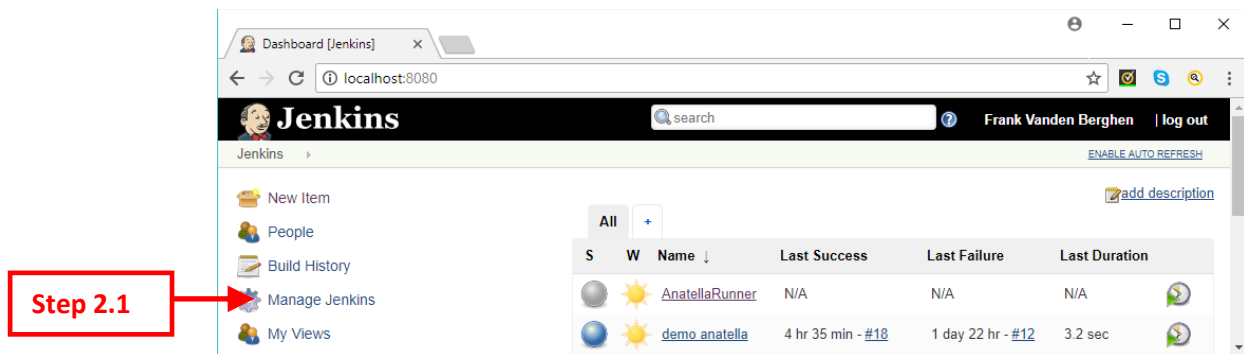 Dashboard [Jenkins]
localhost:8080
Jenkins
search
Frank Vanden Berghen | log out
Jenkins
ENABLE AUTO REFRESH
New Item
People
Build History
Manage Jenkins
My Views
Step 2.1
add description
All +
S W Name ↓ Last Success Last Failure Last Duration
AnatellaRunner N/A N/A N/A
demo anatella 4 hr 35 min - #18 1 day 22 hr - #12 3.2 sec